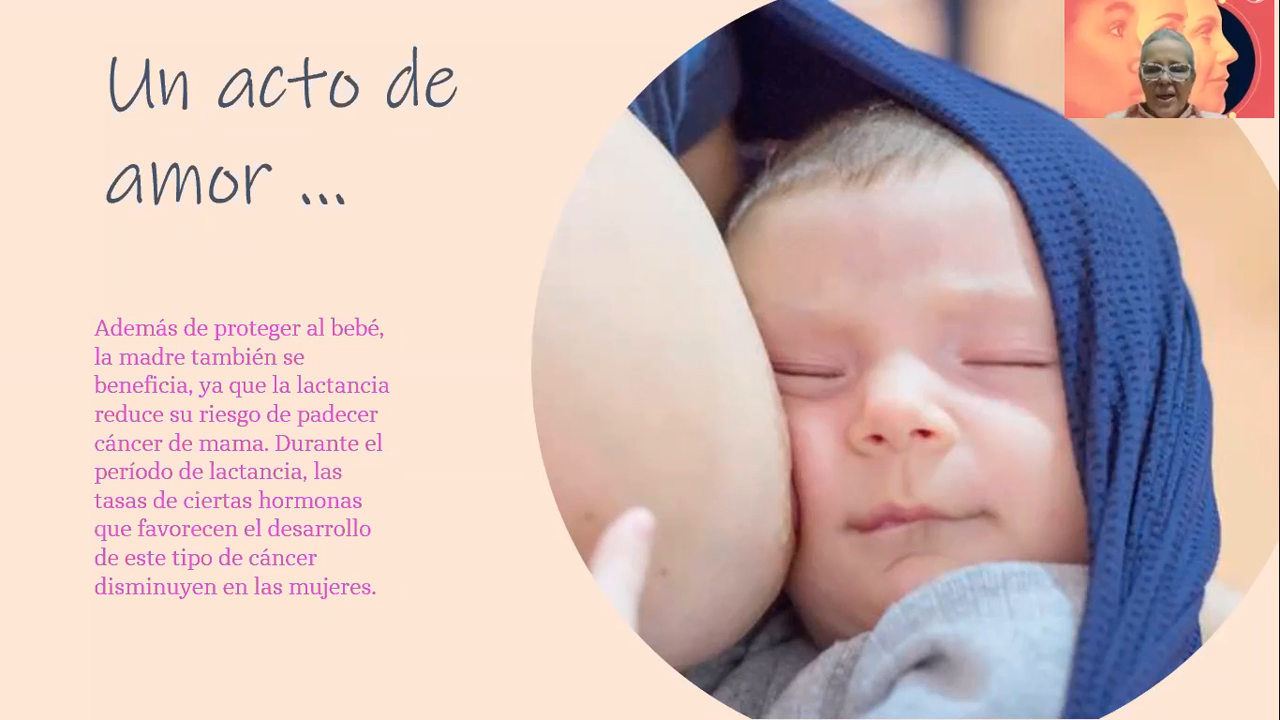 Un acto de
amor ...
Además de proteger al bebé,
la madre también se
beneficia, ya que la lactancia
reduce su riesgo de padecer
cáncer de mama. Durante el
período de lactancia, las
tasas de ciertas hormonas
que favorecen el desarrollo
de este tipo de cáncer
disminuyen en las mujeres.